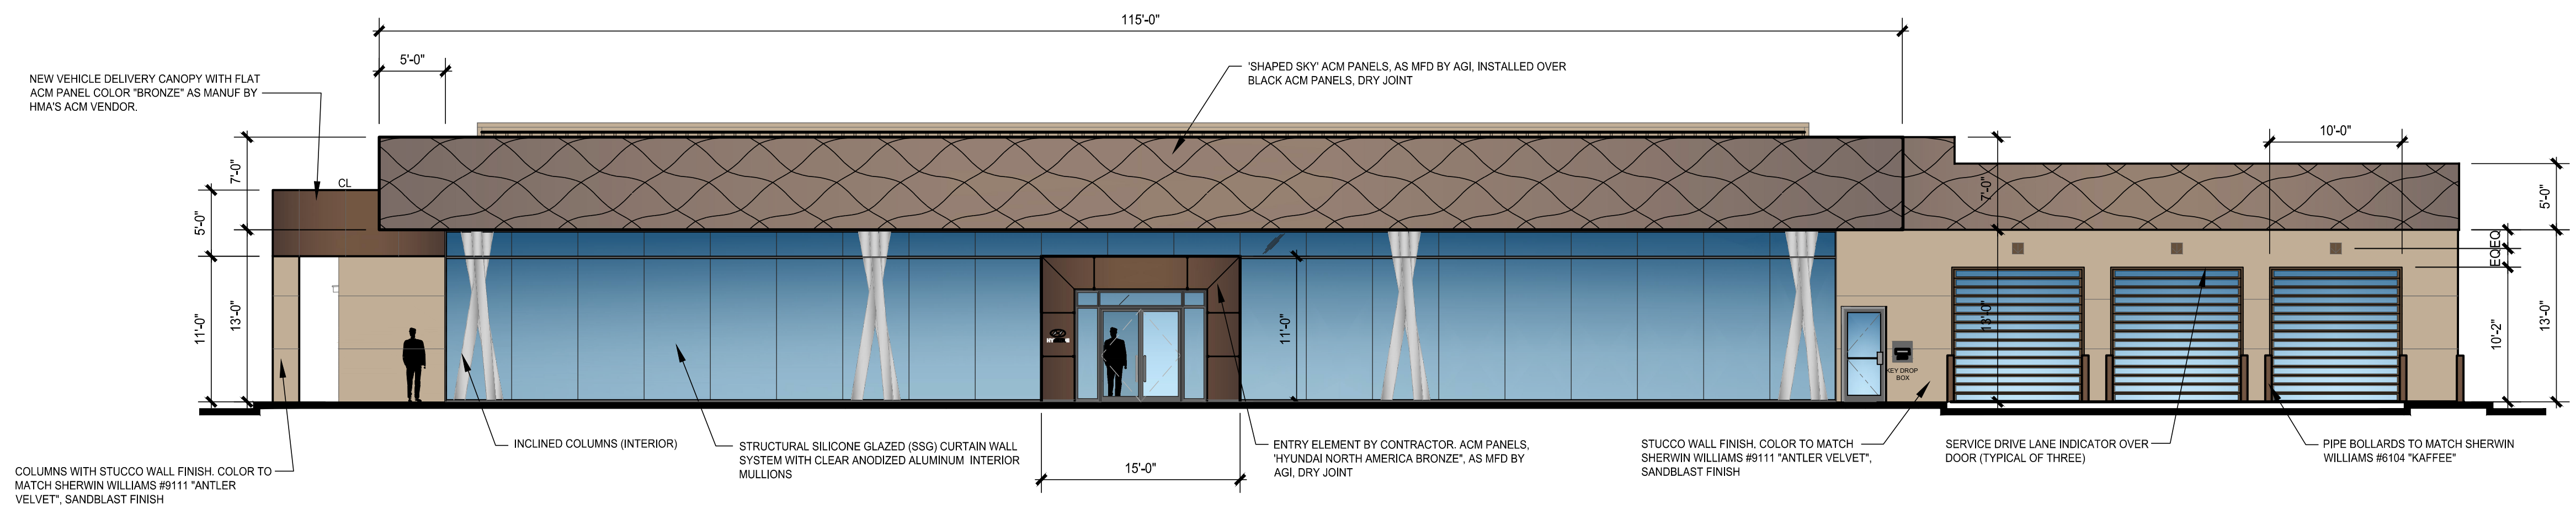 115'-0"
5'-0"
NEW VEHICLE DELIVERY CANOPY WITH FLAT
ACM PANEL COLOR "BRONZE" AS MANUF BY
HMA'S ACM VENDOR.
'SHAPED SKY' ACM PANELS, AS MFD BY AGI, INSTALLED OVER
BLACK ACM PANELS, DRY JOINT
10'-0"
CL
7'-0"
5'-0"
11'-0"
13'-0"
7'-0"
13'-0"
5'-0"
EQ
EQ
10'-2"
13'-0"
11'-0"
KEY DROP
BOX
INCLINED COLUMNS (INTERIOR)
STRUCTURAL SILICONE GLAZED (SSG) CURTAIN WALL
SYSTEM WITH CLEAR ANODIZED ALUMINUM INTERIOR
MULLIONS
15'-0"
ENTRY ELEMENT BY CONTRACTOR. ACM PANELS,
'HYUNDAI NORTH AMERICA BRONZE", AS MFD BY
AGI, DRY JOINT
STUCCO WALL FINISH. COLOR TO MATCH
SHERWIN WILLIAMS #9111 "ANTLER VELVET",
SANDBLAST FINISH
SERVICE DRIVE LANE INDICATOR OVER
DOOR (TYPICAL OF THREE)
PIPE BOLLARDS TO MATCH SHERWIN
WILLIAMS #6104 "KAFFEE"
COLUMNS WITH STUCCO WALL FINISH. COLOR TO
MATCH SHERWIN WILLIAMS #9111 "ANTLER
VELVET", SANDBLAST FINISH